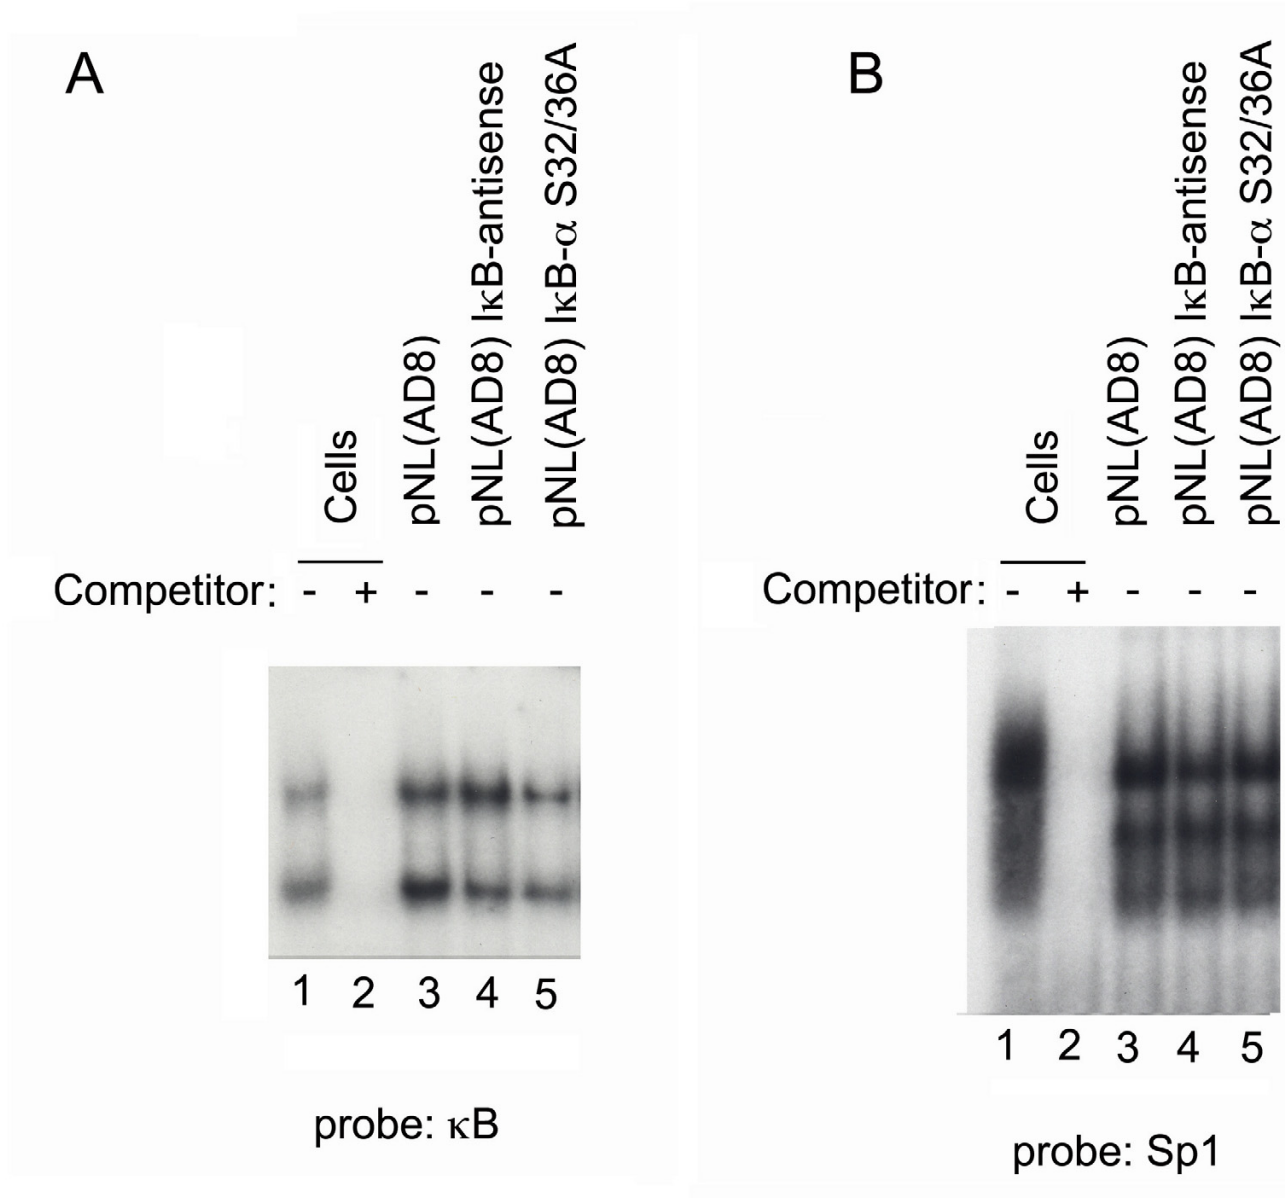 A
Cells
pNL(AD8)
pNL(AD8) IκB-antisense
pNL(AD8) IκB-α S32/36A
Competitor: - + - - -
1 2 3 4 5
probe: κB
B
Cells
pNL(AD8)
pNL(AD8) IκB-antisense
pNL(AD8) IκB-α S32/36A
Competitor: - + - - -
1 2 3 4 5
probe: Sp1